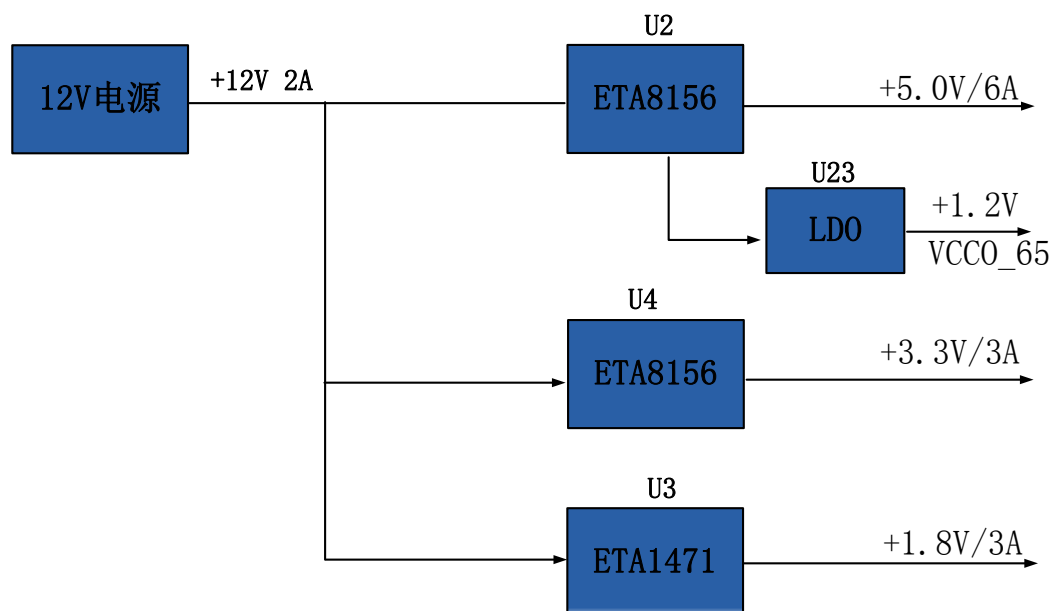 U2
12V电源
+12V 2A
ETA8156
+5.0V/6A
U23
LDO
+1.2V
VCCO_65
U4
ETA8156
+3.3V/3A
U3
ETA1471
+1.8V/3A